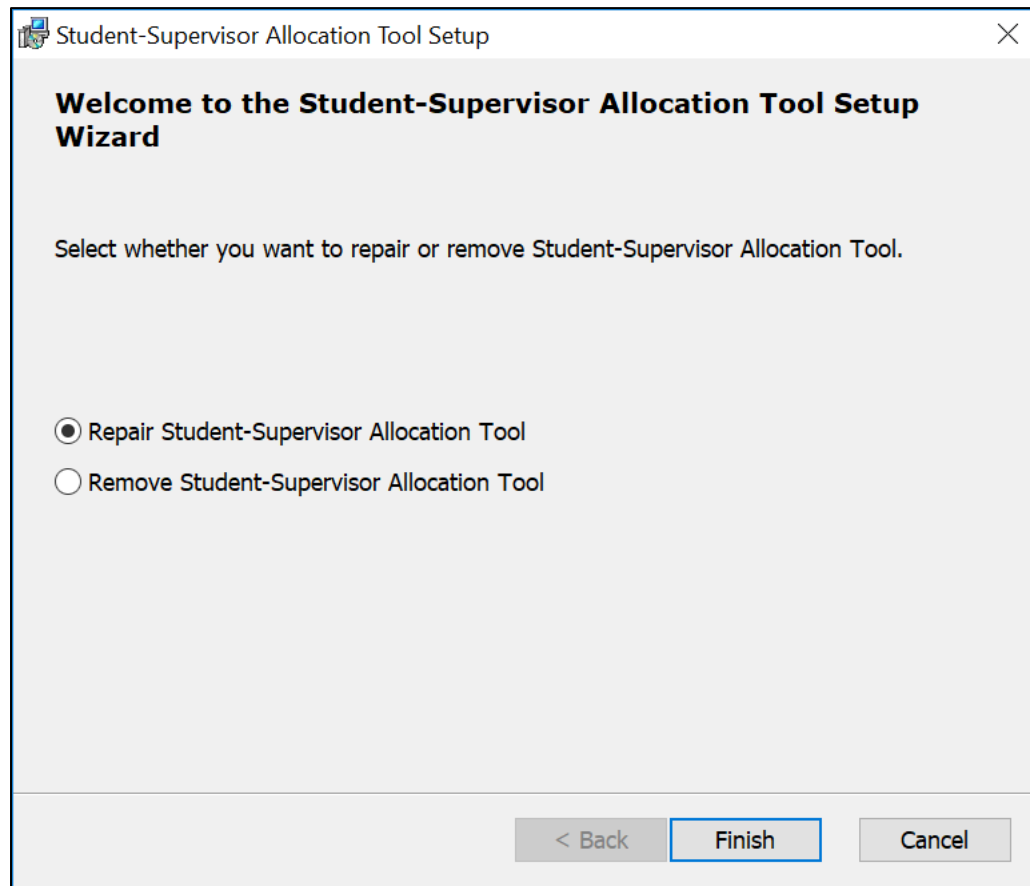 Student-Supervisor Allocation Tool Setup
Welcome to the Student-Supervisor Allocation Tool Setup
Wizard
Select whether you want to repair or remove Student-Supervisor Allocation Tool.
Repair Student-Supervisor Allocation Tool
Remove Student-Supervisor Allocation Tool
< Back Finish Cancel